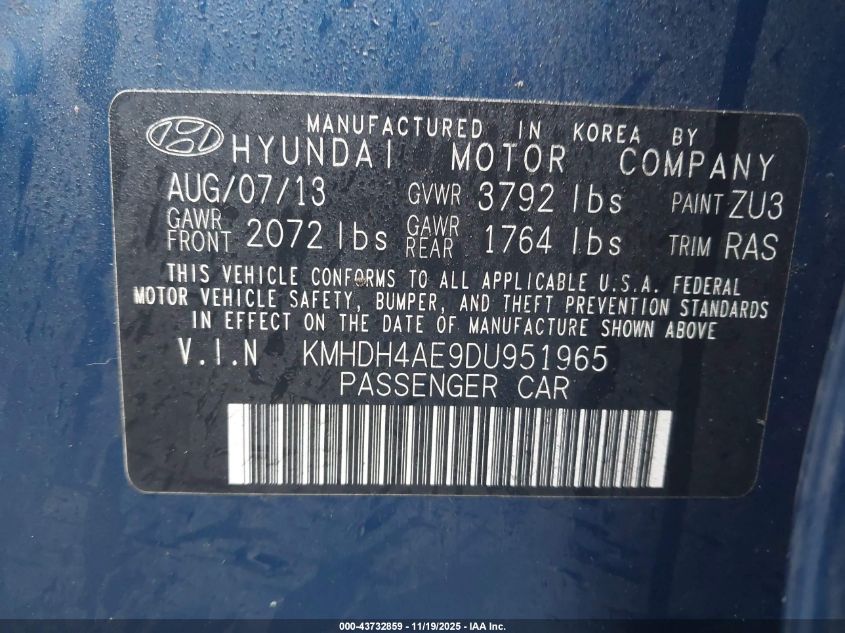 MANUFACTURED IN KOREA BY
HYUNDAI MOTOR COMPANY
AUG/07/13 GVWR 3792 lbs PAINT ZU3
GAWR FRONT 2072 lbs GAWR REAR 1764 lbs TRIM RAS
THIS VEHICLE CONFORMS TO ALL APPLICABLE U.S.A. FEDERAL
MOTOR VEHICLE SAFETY, BUMPER, AND THEFT PREVENTION STANDARDS
IN EFFECT ON THE DATE OF MANUFACTURE SHOWN ABOVE
V.I.N KMHDH4AE9DU951965
PASSENGER CAR
000-43732859 - 11/19/2025 - IAA Inc.